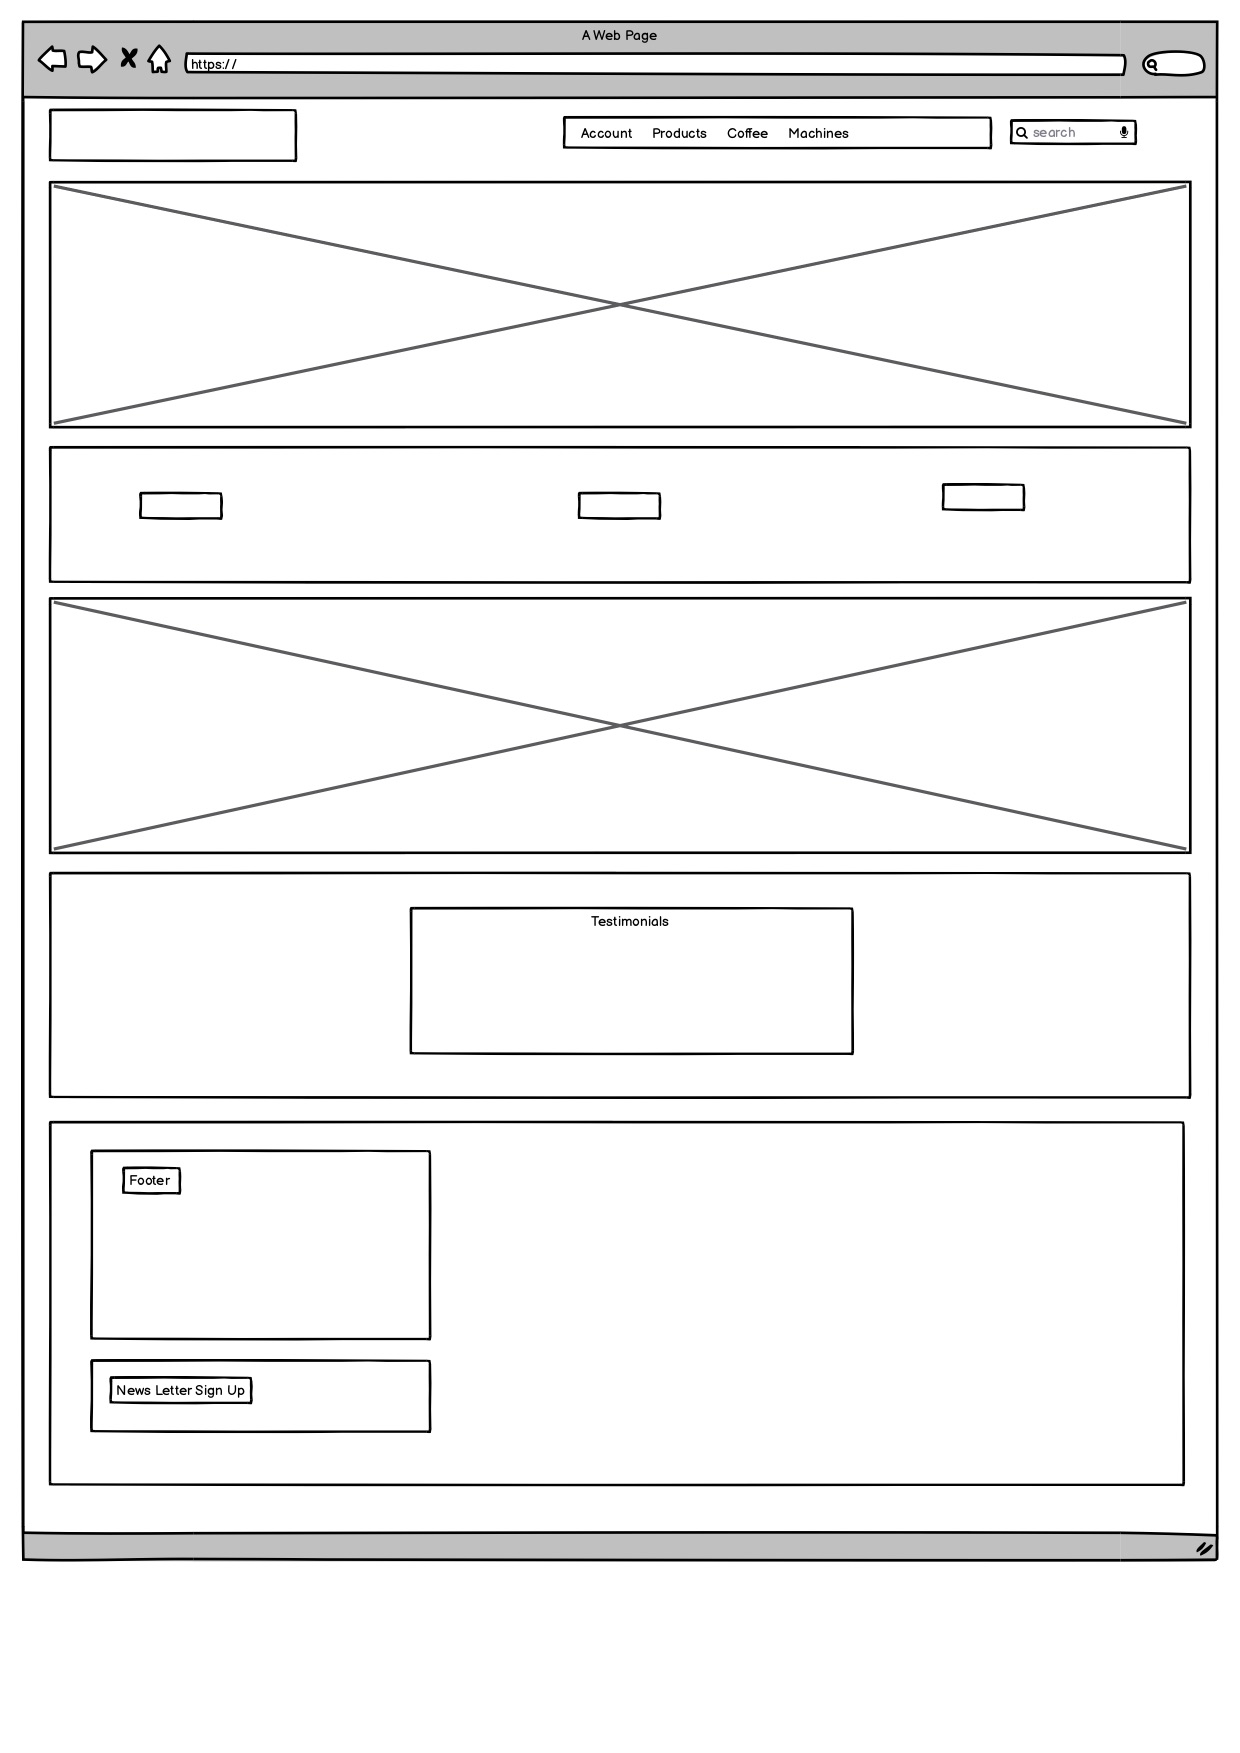 A Web Page
https://
Account Products Coffee Machines
search
Testimonials
Footer
News Letter Sign Up